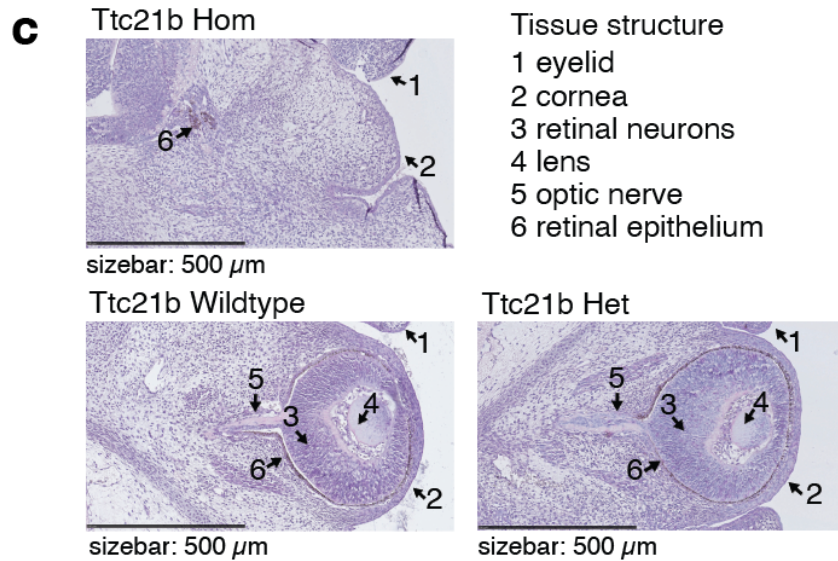 c
Ttc21b Hom
1
6
2
sizebar: 500 µm
Tissue structure
1 eyelid
2 cornea
3 retinal neurons
4 lens
5 optic nerve
6 retinal epithelium
Ttc21b Wildtype
1
5
4
3
6
2
sizebar: 500 µm
Ttc21b Het
1
5
4
3
6
2
sizebar: 500 µm